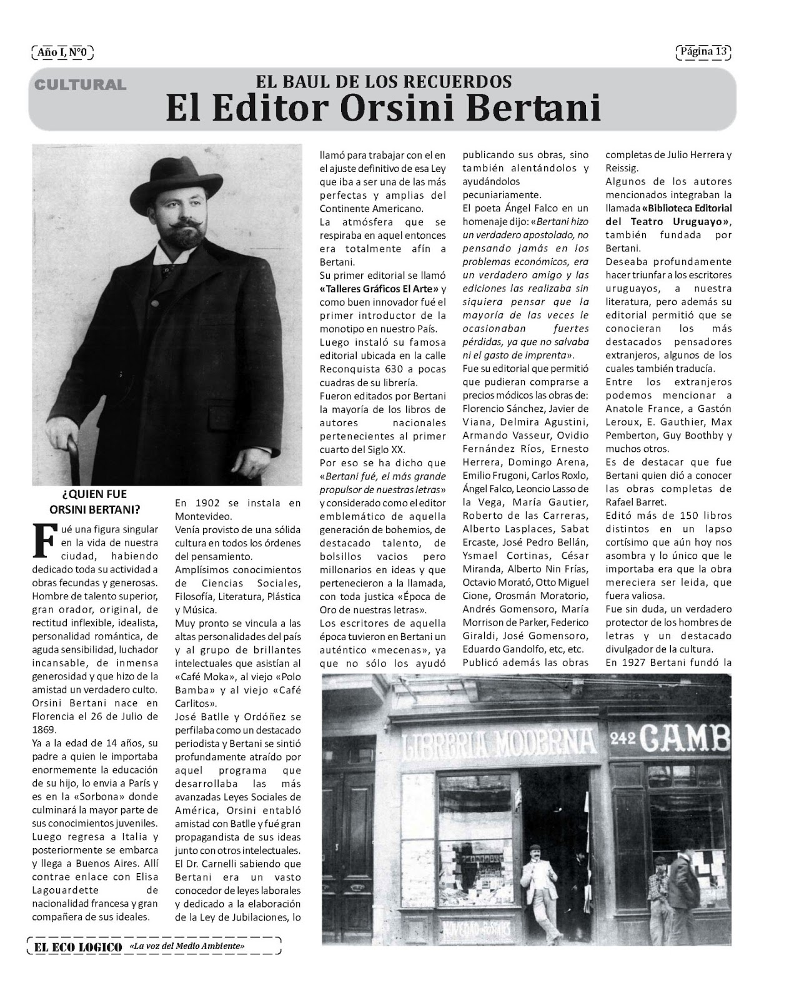 Año I, N°0
Página 13
CULTURAL
EL BAUL DE LOS RECUERDOS
El Editor Orsini Bertani
¿QUIEN FUE
ORSINI BERTANI?
Fué una figura singular
en la vida de nuestra
ciudad, habiendo
dedicado toda su actividad a
obras fecundas y generosas.
Hombre de talento superior,
gran orador, original, de
rectitud inflexible, idealista,
personalidad romántica, de
aguda sensibilidad, luchador
incansable, de inmensa
generosidad y que hizo de la
amistad un verdadero culto.
Orsini Bertani nace en
Florencia el 26 de Julio de
1869.
Ya a la edad de 14 años, su
padre a quien le importaba
enormemente la educación
de su hijo, lo envia a París y
es en la «Sorbona» donde
culminará la mayor parte de
sus conocimientos juveniles.
Luego regresa a Italia y
posteriormente se embarca
y llega a Buenos Aires. Allí
contrae enlace con Elisa
Lagouardette de
nacionalidad francesa y gran
compañera de sus ideales.
En 1902 se instala en
Montevideo.
Venía provisto de una sólida
cultura en todos los órdenes
del pensamiento.
Amplísimos conocimientos
de Ciencias Sociales,
Filosofía, Literatura, Plástica
y Música.
Muy pronto se vincula a las
altas personalidades del país
y al grupo de brillantes
intelectuales que asistían al
«Café Moka», al viejo «Polo
Bamba» y al viejo «Café
Carlitos».
José Batlle y Ordóñez se
perfilaba como un destacado
periodista y Bertani se sintió
profundamente atraído por
aquel programa que
desarrollaba las más
avanzadas Leyes Sociales de
América, Orsini entabló
amistad con Batlle y fué gran
propagandista de sus ideas
junto con otros intelectuales.
El Dr. Carnelli sabiendo que
Bertani era un vasto
conocedor de leyes laborales
y dedicado a la elaboración
de la Ley de Jubilaciones, lo
llamó para trabajar con el en
el ajuste definitivo de esa Ley
que iba a ser una de las más
perfectas y amplias del
Continente Americano.
La atmósfera que se
respiraba en aquel entonces
era totalmente afín a
Bertani.
Su primer editorial se llamó
«Talleres Gráficos El Arte» y
como buen innovador fué el
primer introductor de la
monotipo en nuestro País.
Luego instaló su famosa
editorial ubicada en la calle
Reconquista 630 a pocas
cuadras de su librería.
Fueron editados por Bertani
la mayoría de los libros de
autores nacionales
pertenecientes al primer
cuarto del Siglo XX.
Por eso se ha dicho que
«Bertani fué, el más grande
propulsor de nuestras letras»
y considerado como el editor
emblemático de aquella
generación de bohemios, de
destacado talento, de
bolsillos vacios pero
millonarios en ideas y que
pertenecieron a la llamada,
con toda justica «Época de
Oro de nuestras letras».
Los escritores de aquella
época tuvieron en Bertani un
auténtico «mecenas», ya
que no sólo los ayudó
publicando sus obras, sino
también alentándolos y
ayudándolos
pecuniariamente.
El poeta Ángel Falco en un
homenaje dijo: «Bertani hizo
un verdadero apostolado, no
pensando jamás en los
problemas económicos, era
un verdadero amigo y las
ediciones las realizaba sin
siquiera pensar que la
mayoría de las veces le
ocasionaban fuertes
pérdidas, ya que no salvaba
ni el gasto de imprenta».
Fue su editorial que permitió
que pudieran comprarse a
precios módicos las obras de:
Florencio Sánchez, Javier de
Viana, Delmira Agustini,
Armando Vasseur, Ovidio
Fernández Ríos, Ernesto
Herrera, Domingo Arena,
Emilio Frugoni, Carlos Roxlo,
Ángel Falco, Leoncio Lasso de
la Vega, María Gautier,
Roberto de las Carreras,
Alberto Lasplaces, Sabat
Ercaste, José Pedro Bellán,
Ysmael Cortinas, César
Miranda, Alberto Nin Frías,
Octavio Morató, Otto Miguel
Cione, Orosmán Moratorio,
Andrés Gomensoro, María
Morrison de Parker, Federico
Giraldi, José Gomensoro,
Eduardo Gandolfo, etc, etc.
Publicó además las obras
completas de Julio Herrera y
Reissig.
Algunos de los autores
mencionados integraban la
llamada «Biblioteca Editorial
del Teatro Uruguayo»,
también fundada por
Bertani.
Deseaba profundamente
hacer triunfar a los escritores
uruguayos, a nuestra
literatura, pero además su
editorial permitió que se
conocieran los más
destacados pensadores
extranjeros, algunos de los
cuales también traducía.
Entre los extranjeros
podemos mencionar a
Anatole France, a Gastón
Leroux, E. Gauthier, Max
Pemberton, Guy Boothby y
muchos otros.
Es de destacar que fue
Bertani quien dió a conocer
las obras completas de
Rafael Barret.
Editó más de 150 libros
distintos en un lapso
cortísimo que aún hoy nos
asombra y lo único que le
importaba era que la obra
mereciera ser leida, que
fuera valiosa.
Fue sin duda, un verdadero
protector de los hombres de
letras y un destacado
divulgador de la cultura.
En 1927 Bertani fundó la
LIBRERIA MODERNA
242 CAMB
EL ECO LOGICO «La voz del Medio Ambiente»